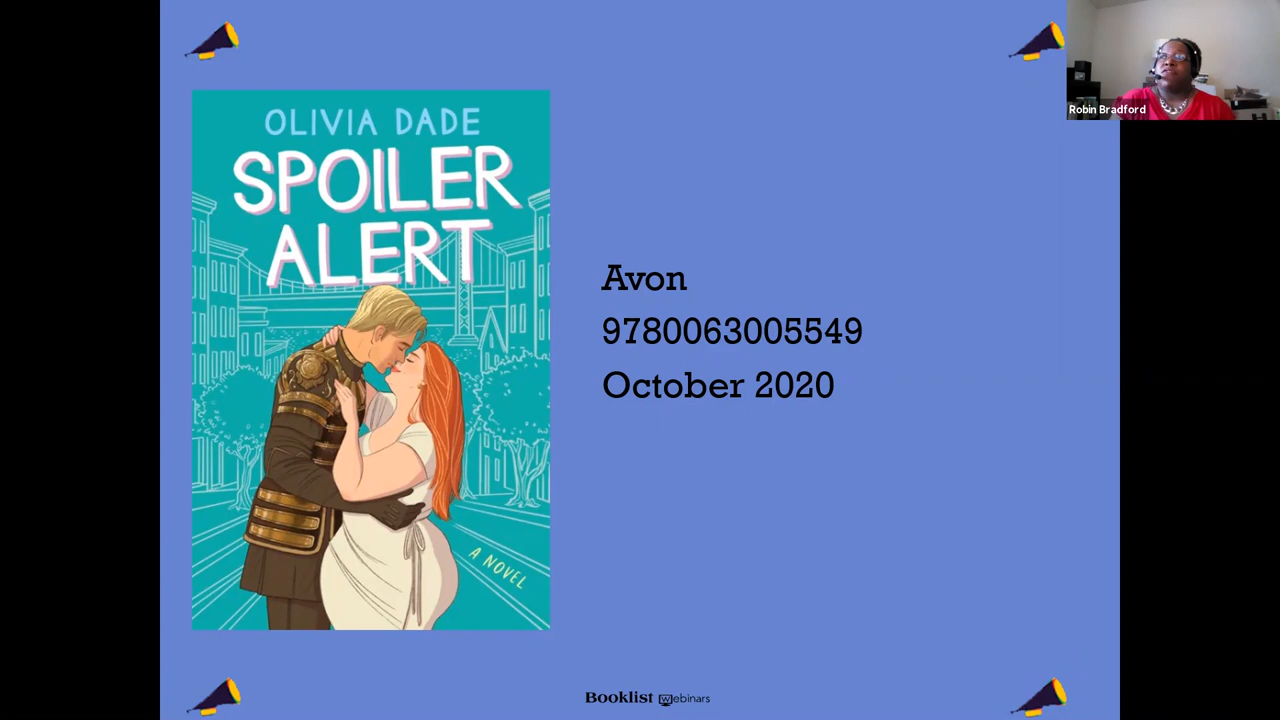 OLIVIA DADE
SPOILER
ALERT
A NOVEL
Avon
9780063005549
October 2020
Robin Bradford
Booklist Webinars